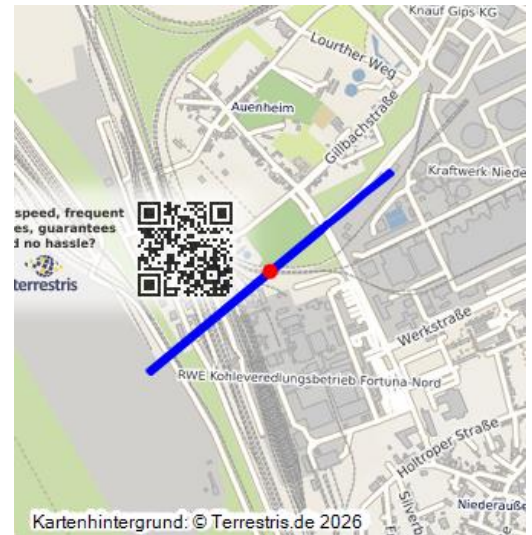 Knauf Gips KG
Lourther Weg
Auenheim
Gillbachstraße
Kraftwerk Niede
speed, frequent
es, guarantees
d no hassle?
terrestris
Werkstraße
RWE Kohleveredlungsbetrieb Fortuna-Nord
Holtroper Straße
Silverb
Niederauße
Kartenhintergrund: © Terrestris.de 2026